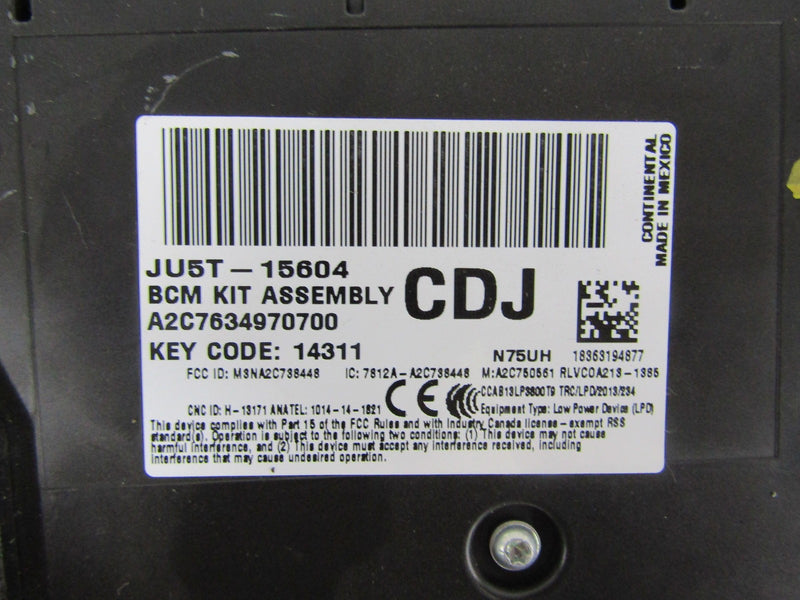 CONTINENTAL
MADE IN MEXICO
JU5T-15604
BCM KIT ASSEMBLY
CDJ
A2C7634970700
KEY CODE: 14311
N75UH 18353194877
FCC ID: M3NA2C738448 IC: 7812A-A2C738448 M:A2C750561 RLVCOA213-1385
CE
CCAB13LP3800T9 TRC/LPD/2013/234
CNC ID: H-13171 ANATEL: 1014-14-1521
Equipment Type: Low Power Device (LPD)
This device complies with Part 15 of the FCC Rules and with Industry Canada license-exempt RSS
standard(s). Operation is subject to the following two conditions: (1) This device may not cause
harmful interference, and (2) This device must accept any interference received, including
interference that may cause undesired operation.